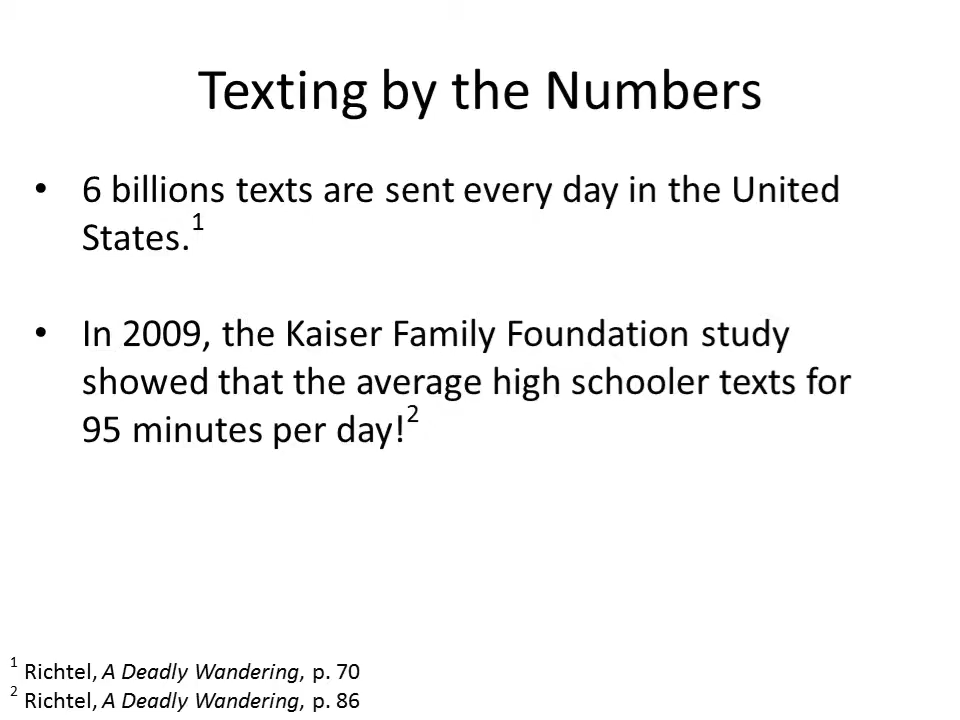 Texting by the Numbers
• 6 billions texts are sent every day in the United
States.1
• In 2009, the Kaiser Family Foundation study
showed that the average high schooler texts for
95 minutes per day!2
1 Richtel, A Deadly Wandering, p. 70
2 Richtel, A Deadly Wandering, p. 86